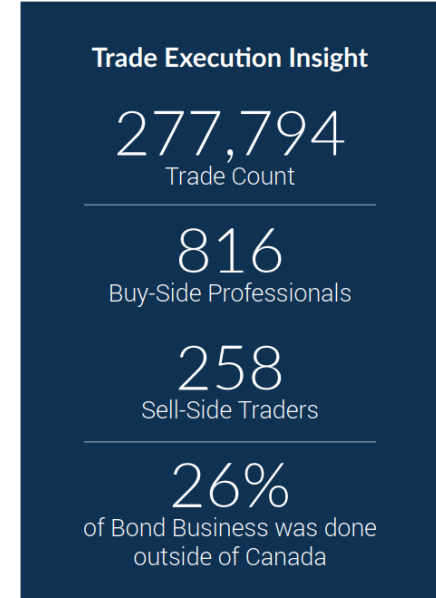 Trade Execution Insight
277,794
Trade Count
816
Buy-Side Professionals
258
Sell-Side Traders
26%
of Bond Business was done
outside of Canada